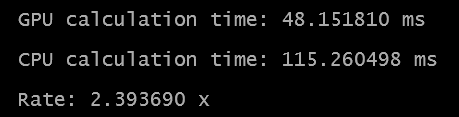 GPU calculation time: 48.151810 ms
CPU calculation time: 115.260498 ms
Rate: 2.393690 x